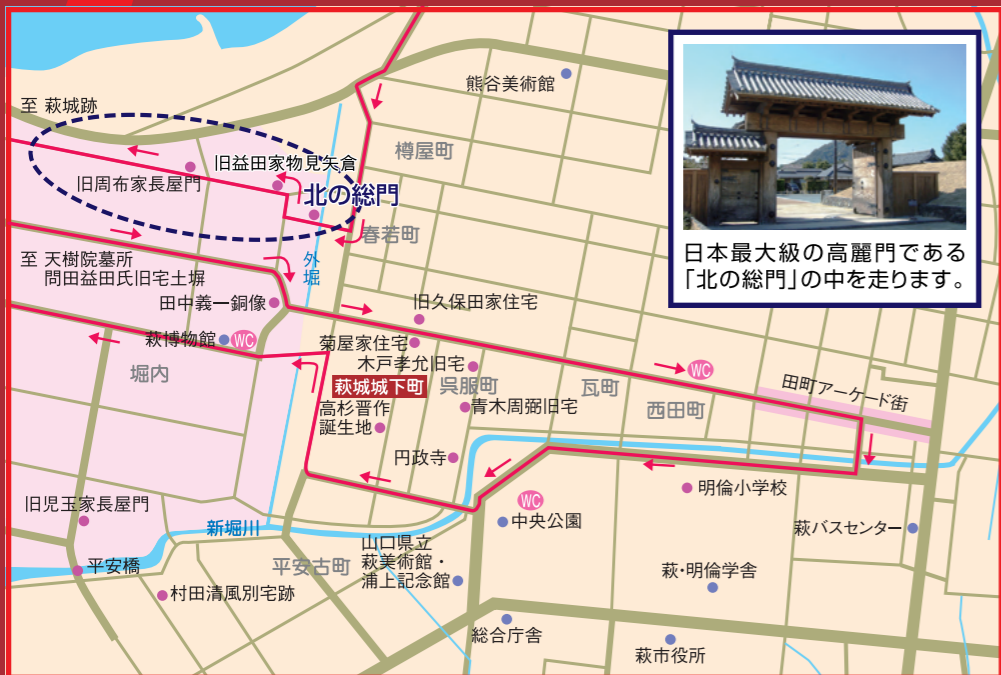 熊谷美術館
至 萩城跡
樽屋町
旧益田家物見矢倉
旧周布家長屋門
北の総門
春若町
日本最大級の高麗門である
「北の総門」の中を走ります。
至 天樹院墓所
問田益田氏旧宅土塀
外堀
田中義一銅像
旧久保田家住宅
萩博物館
WC
菊屋家住宅
木戸孝允旧宅
WC
堀内
萩城城下町
呉服町
瓦町
西田町
田町アーケード街
高杉晋作
誕生地
青木周弼旧宅
円政寺
明倫小学校
旧児玉家長屋門
WC
中央公園
新堀川
萩バスセンター
平安橋
平安古町
山口県立
萩美術館・
浦上記念館
萩・明倫学舎
村田清風別宅跡
総合庁舎
萩市役所